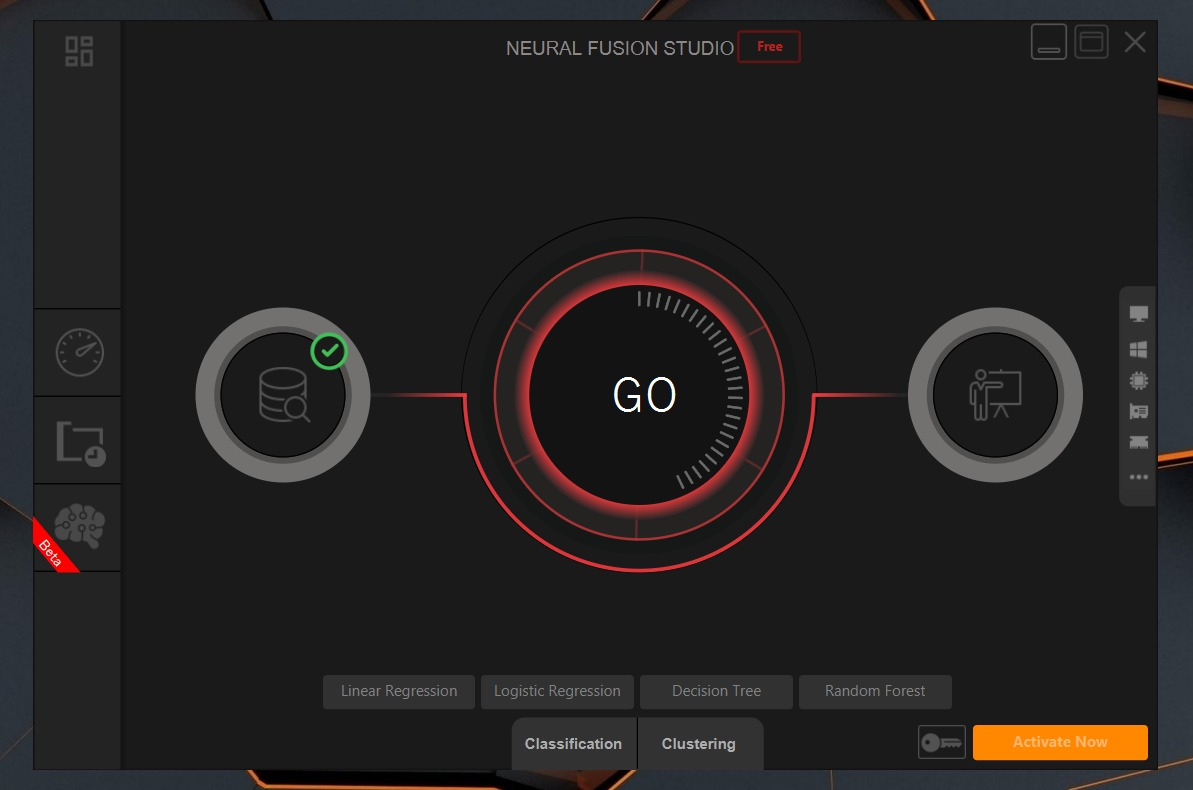 NEURAL FUSION STUDIO Free
GO
Beta
Linear Regression Logistic Regression Decision Tree Random Forest
Classification Clustering Activate Now